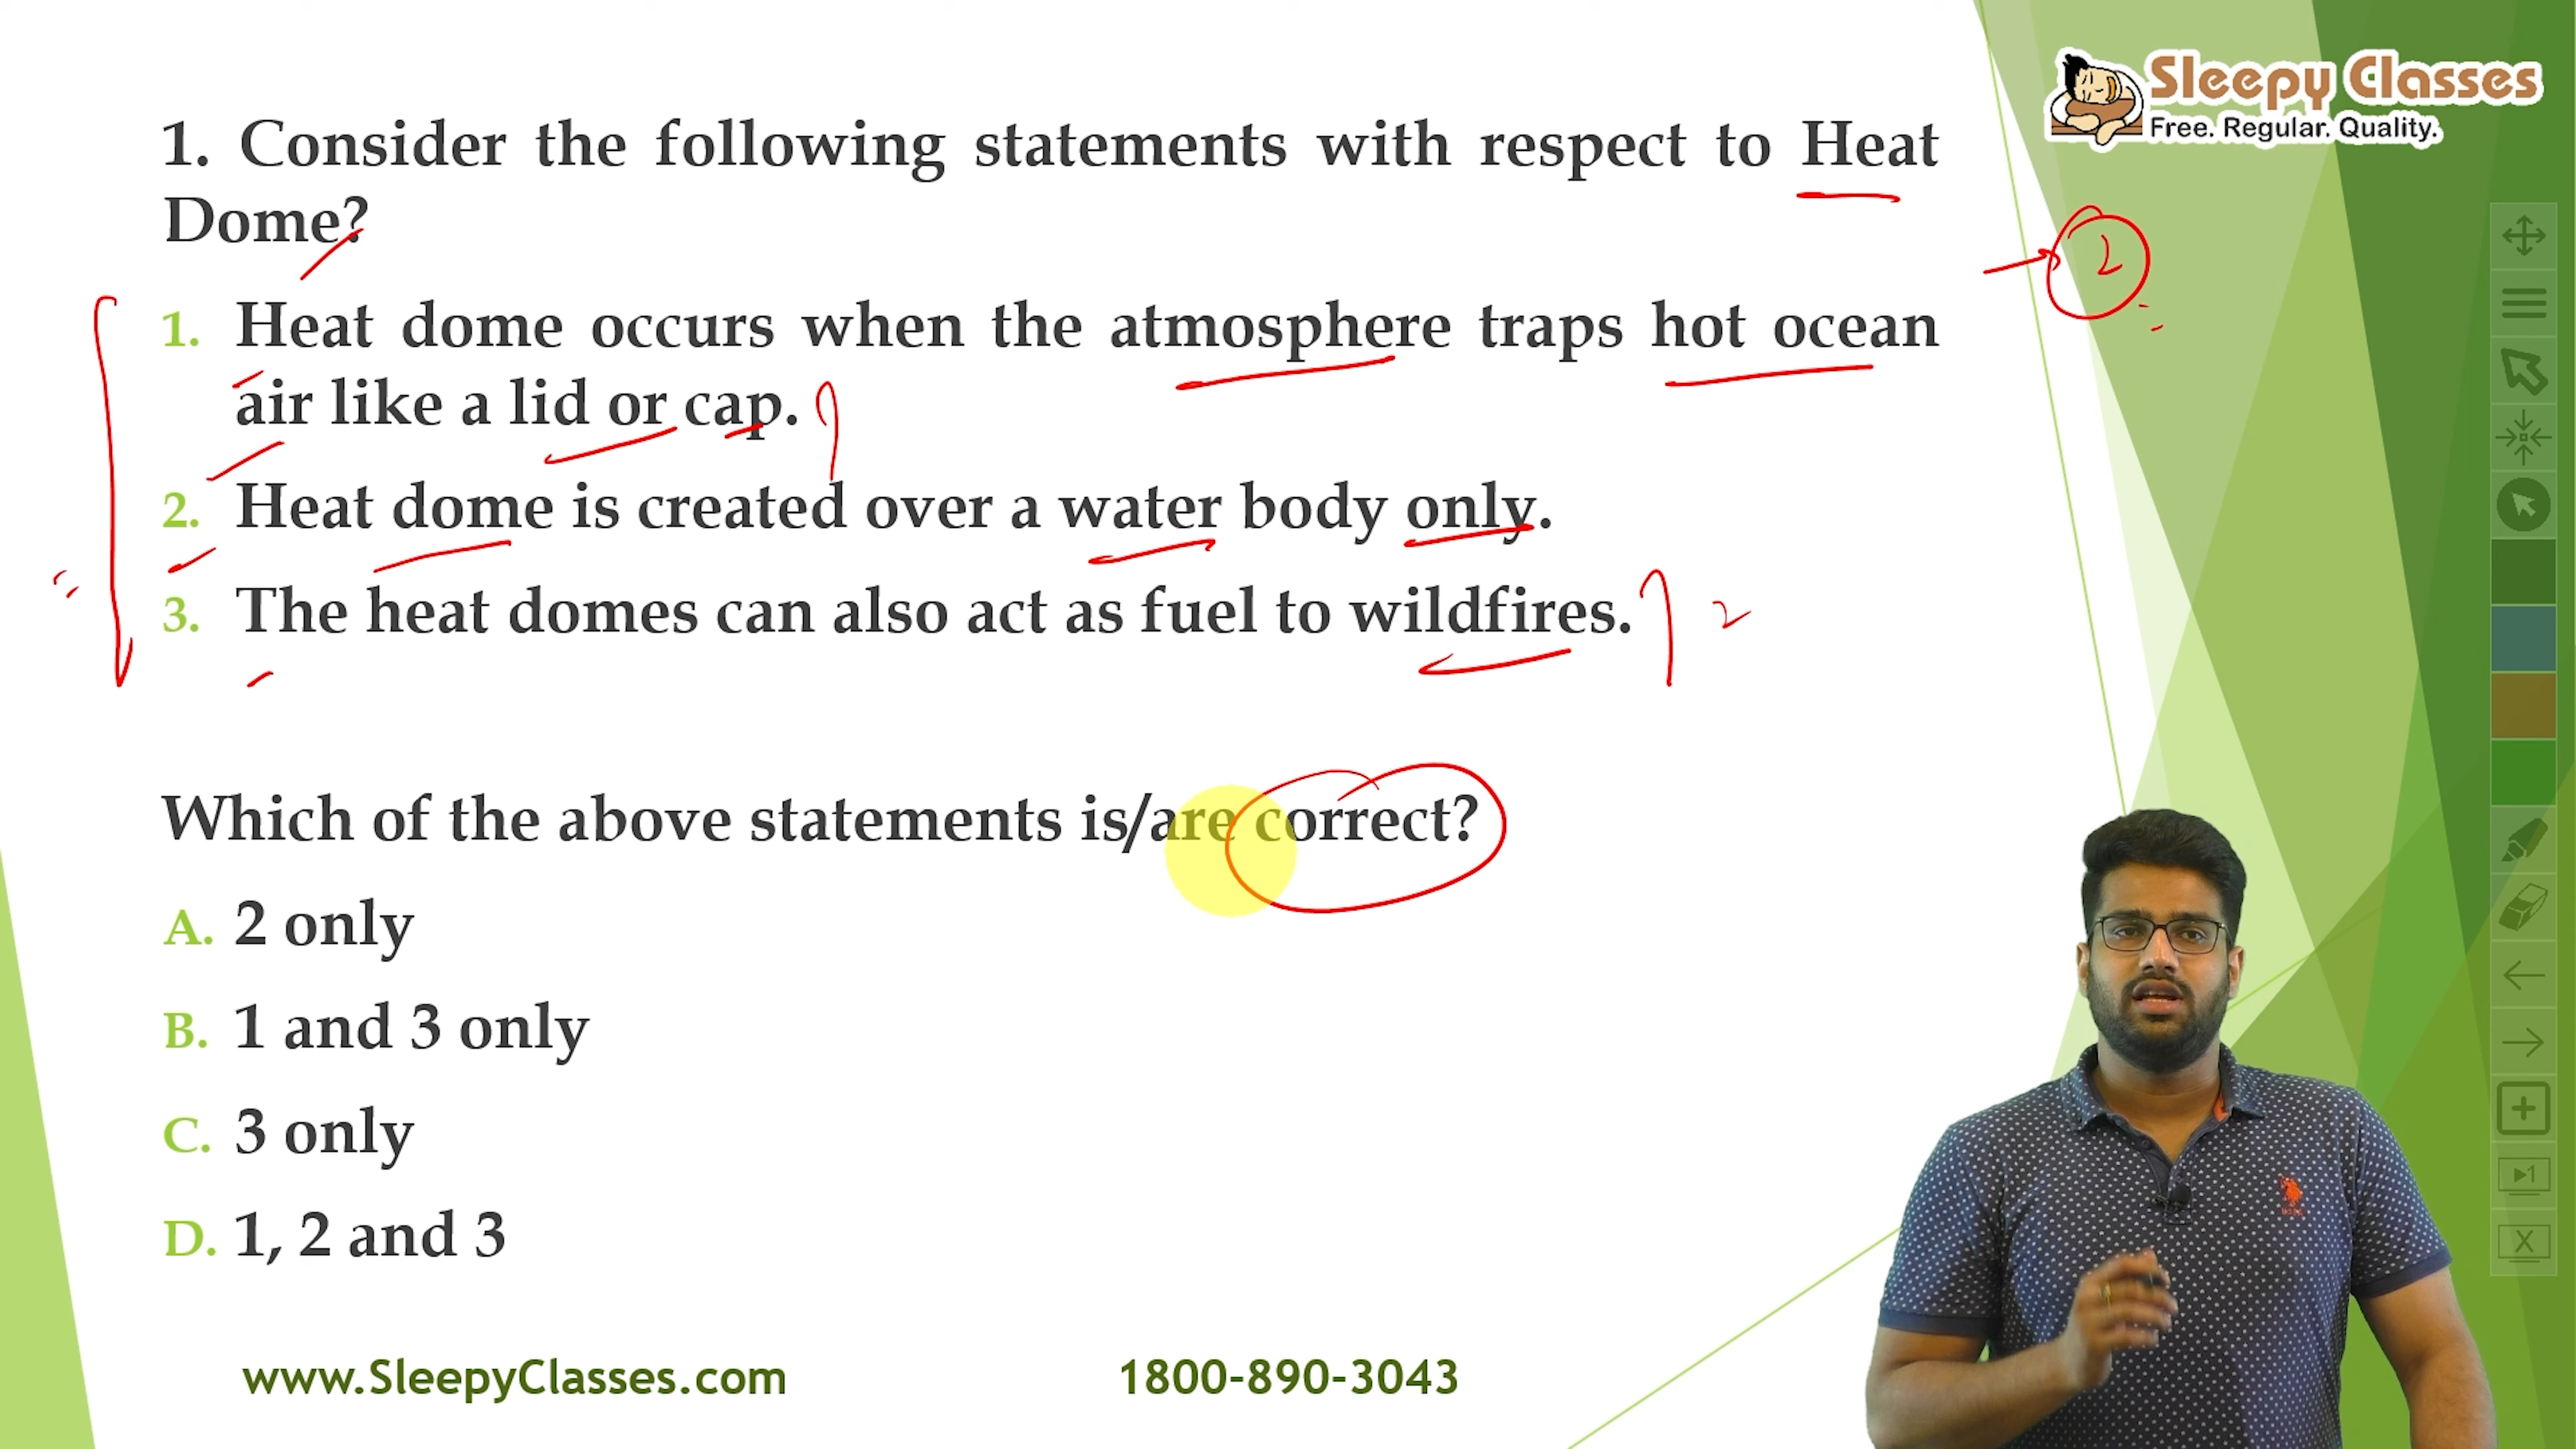 Sleepy Classes
Free. Regular. Quality.
1. Consider the following statements with respect to Heat
Dome?
2
1. Heat dome occurs when the atmosphere traps hot ocean
air like a lid or cap.
2. Heat dome is created over a water body only.
3. The heat domes can also act as fuel to wildfires.
Which of the above statements is/are correct?
A. 2 only
B. 1 and 3 only
C. 3 only
D. 1, 2 and 3
www.SleepyClasses.com 1800-890-3043